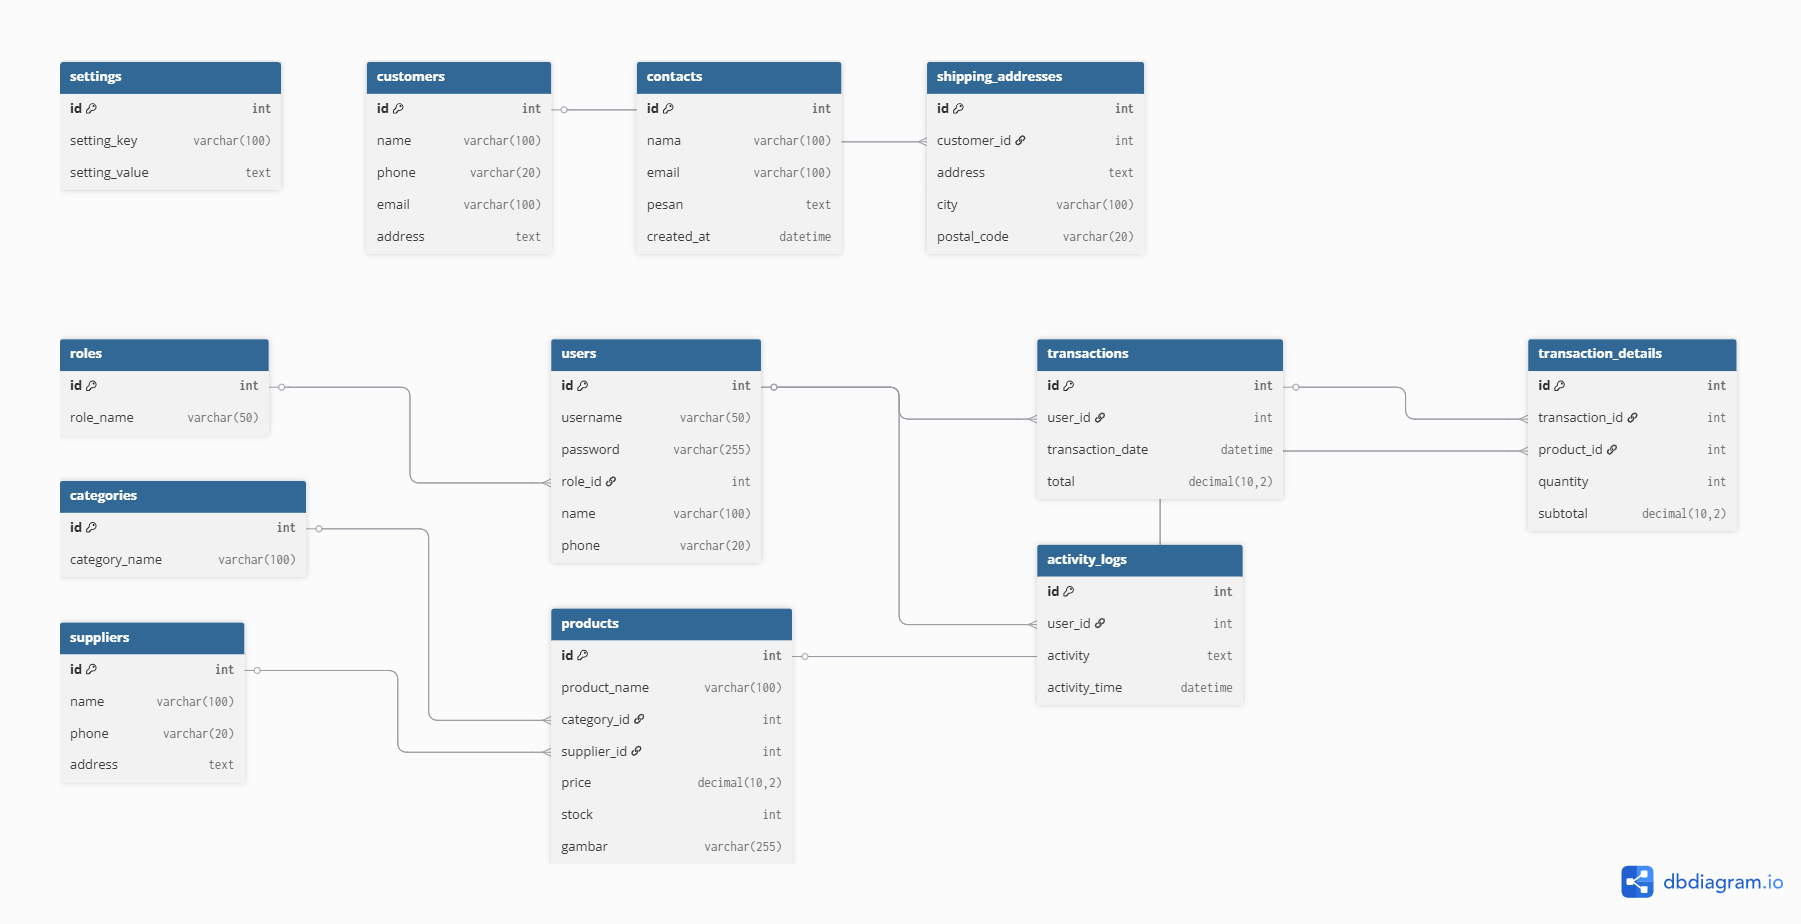 settings
id int
setting_key varchar(100)
setting_value text
customers
id int
name varchar(100)
phone varchar(20)
email varchar(100)
address text
contacts
id int
nama varchar(100)
email varchar(100)
pesan text
created_at datetime
shipping_addresses
id int
customer_id int
address text
city varchar(100)
postal_code varchar(20)
roles
id int
role_name varchar(50)
categories
id int
category_name varchar(100)
suppliers
id int
name varchar(100)
phone varchar(20)
address text
users
id int
username varchar(50)
password varchar(255)
role_id int
name varchar(100)
phone varchar(20)
products
id int
product_name varchar(100)
category_id int
supplier_id int
price decimal(10,2)
stock int
gambar varchar(255)
transactions
id int
user_id int
transaction_date datetime
total decimal(10,2)
activity_logs
id int
user_id int
activity text
activity_time datetime
transaction_details
id int
transaction_id int
product_id int
quantity int
subtotal decimal(10,2)
dbdiagram.io